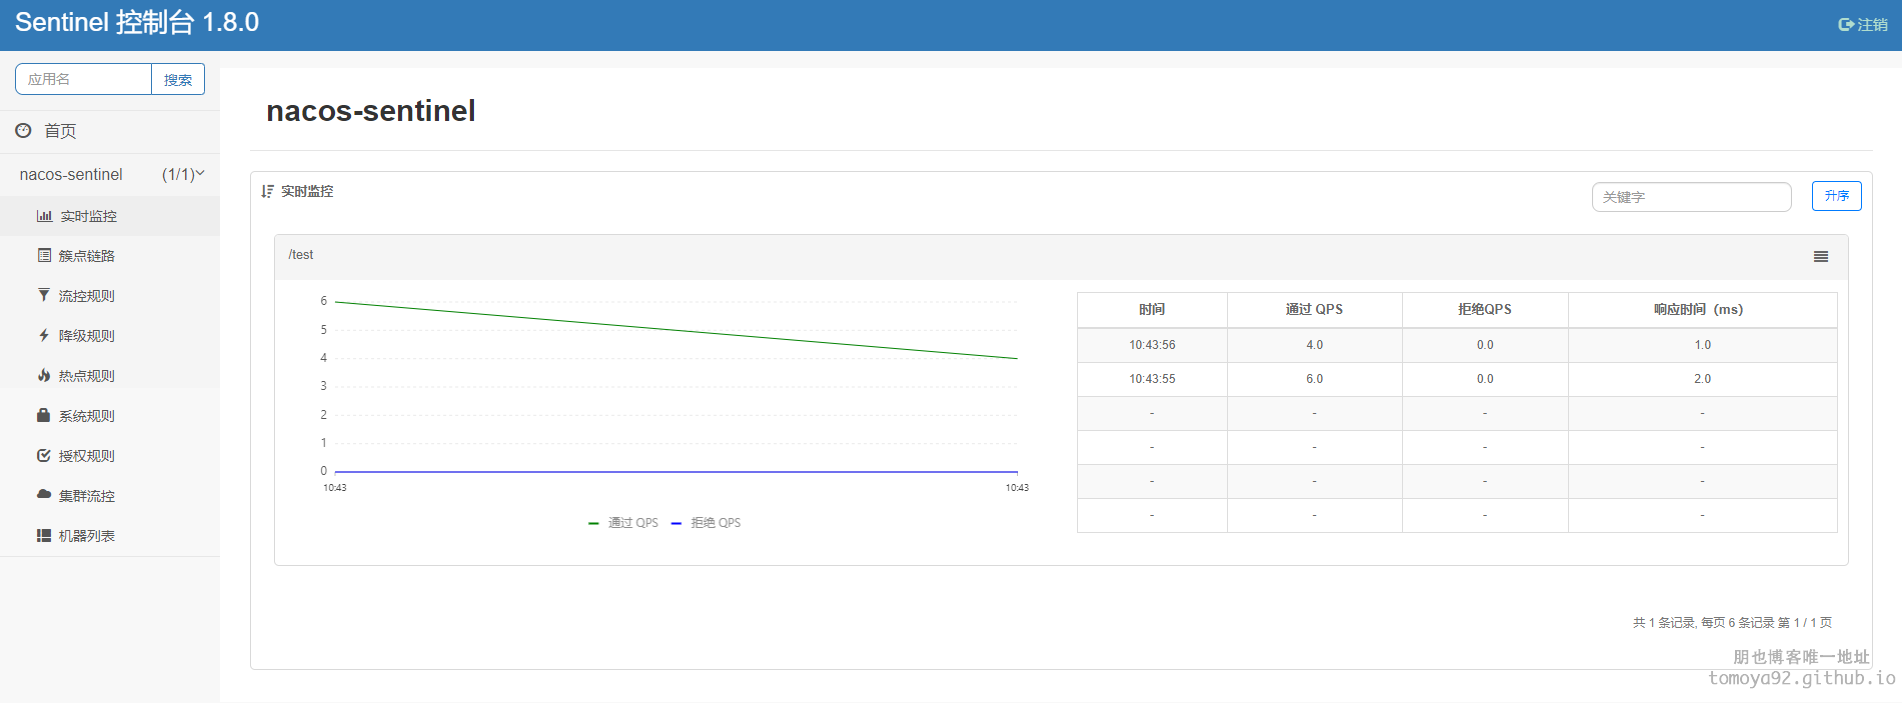 Sentinel 控制台 1.8.0
注销
应用名 搜索
首页
nacos-sentinel (1/1)
实时监控
簇点链路
流控规则
降级规则
热点规则
系统规则
授权规则
集群流控
机器列表
nacos-sentinel
实时监控 关键字 升序
/test
6
5
4
3
2
1
0
10:43 10:43
通过 QPS 拒绝 QPS
时间 通过 QPS 拒绝QPS 响应时间（ms）
10:43:56 4.0 0.0 1.0
10:43:55 6.0 0.0 2.0
- - - -
- - - -
- - - -
- - - -
共 1 条记录, 每页 6 条记录 第 1 / 1 页
朋也博客唯一地址
tomoya92.github.io